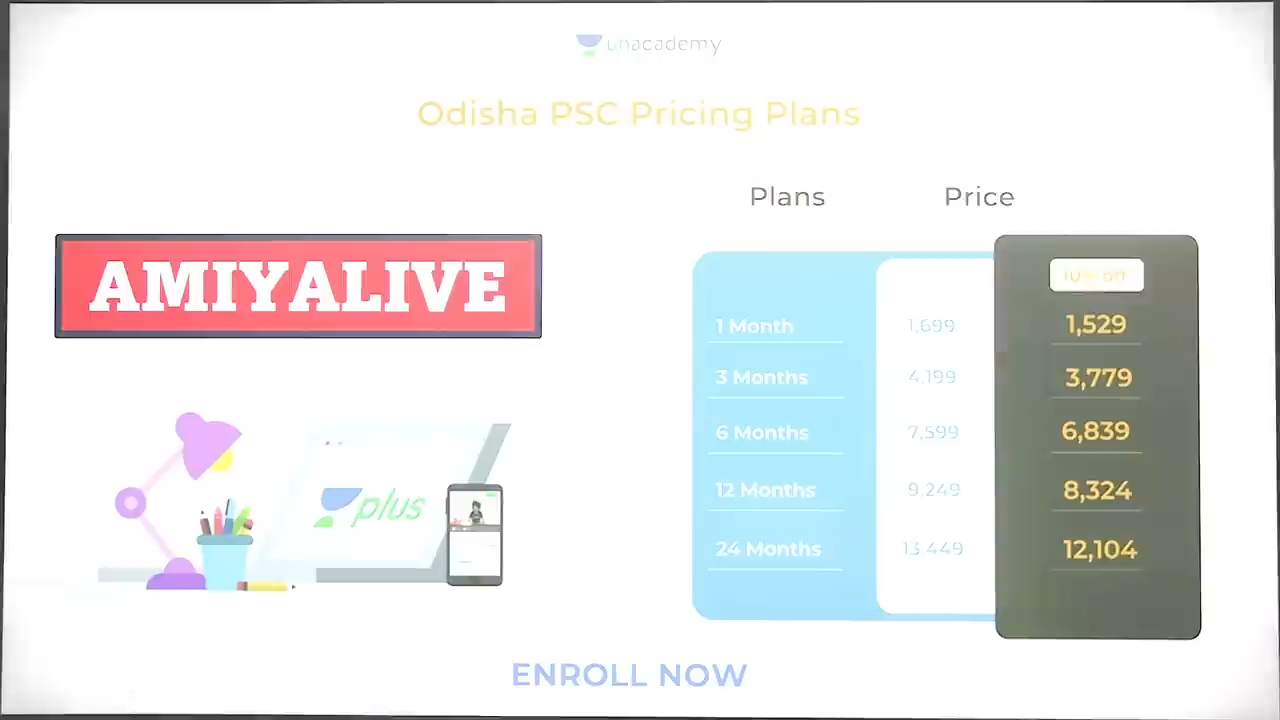 unacademy
Odisha PSC Pricing Plans
Plans Price
AMIYALIVE
10% off
1 Month 1,699 1,529
3 Months 4,199 3,779
6 Months 7,599 6,839
12 Months 9,249 8,324
24 Months 13,449 12,104
plus
ENROLL NOW